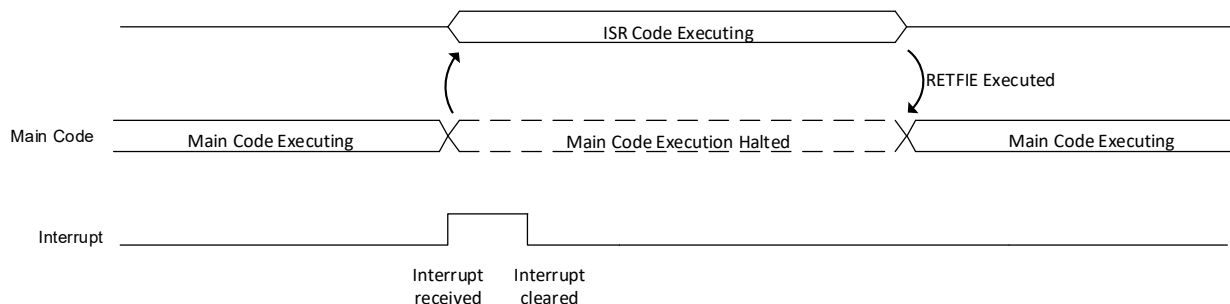 ISR Code Executing
RETFIE Executed
Main Code
Main Code Executing
Main Code Execution Halted
Main Code Executing
Interrupt
Interrupt
received
Interrupt
cleared